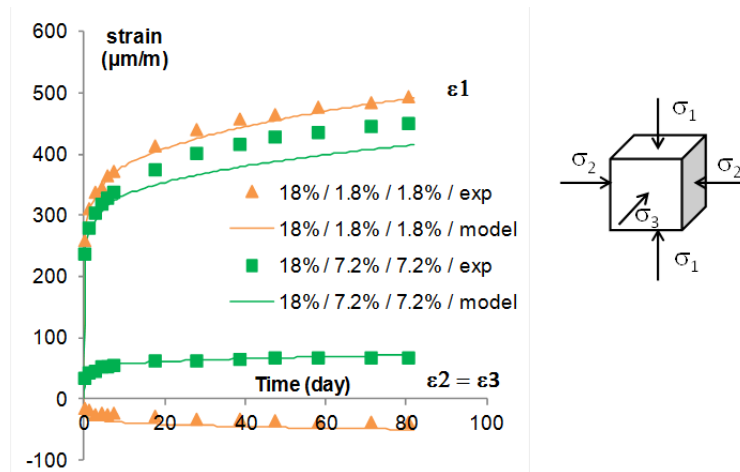 600
strain
(µm/m)
500
ε1
400
300
18% / 1.8% / 1.8% / exp
18% / 1.8% / 1.8% / model
200
18% / 7.2% / 7.2% / exp
18% / 7.2% / 7.2% / model
100
0
Time (day)
ε2 = ε3
0
20
40
60
80
100
-100
σ1
σ2
σ2
σ3
σ1